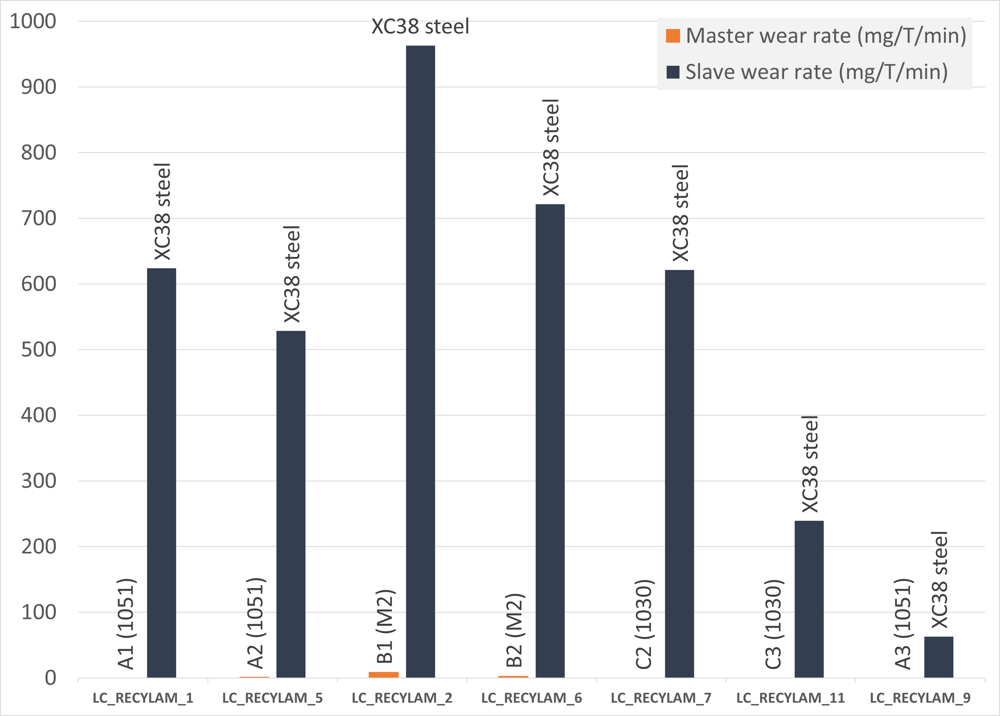 1000
900
800
700
600
500
400
300
200
100
0
Master wear rate (mg/T/min)
Slave wear rate (mg/T/min)
A1 (1051)
XC38 steel
A2 (1051)
XC38 steel
B1 (M2)
XC38 steel
B2 (M2)
XC38 steel
C2 (1030)
XC38 steel
C3 (1030)
XC38 steel
A3 (1051)
XC38 steel
LC_RECYLAM_1
LC_RECYLAM_5
LC_RECYLAM_2
LC_RECYLAM_6
LC_RECYLAM_7
LC_RECYLAM_11
LC_RECYLAM_9